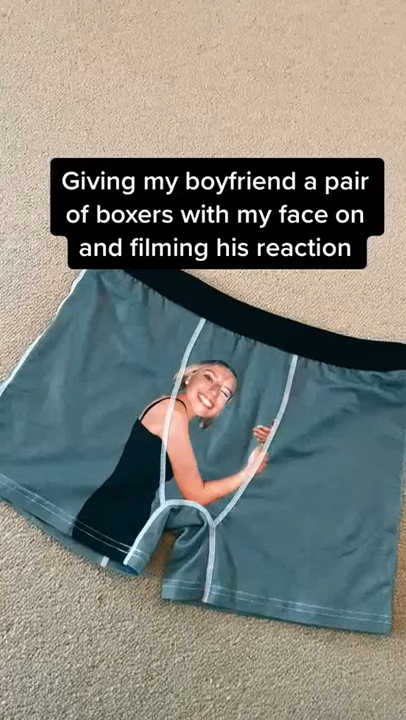 Giving my boyfriend a pair
of boxers with my face on
and filming his reaction